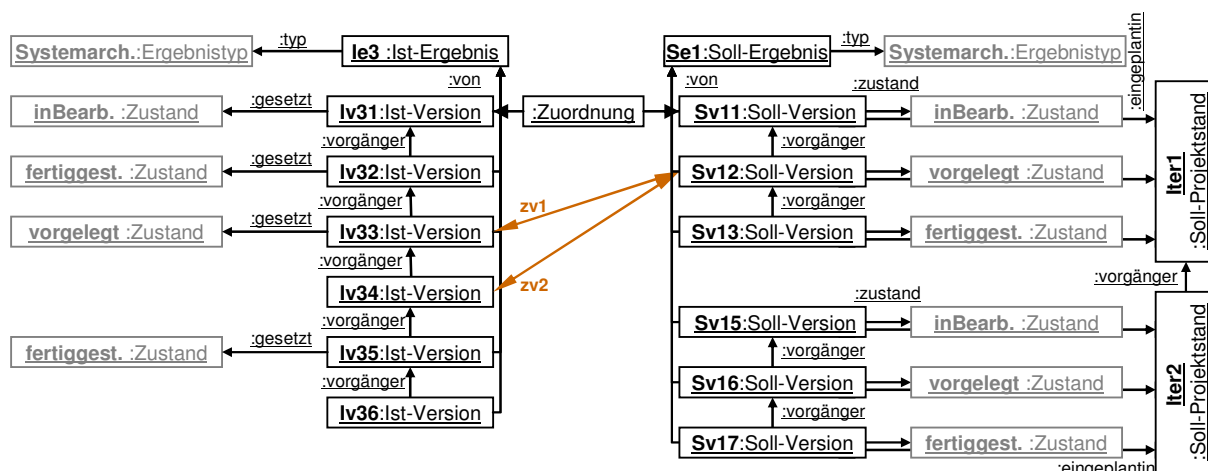 Systemarch.:Ergebnistyp
:typ
Ie3 :Ist-Ergebnis
Se1:Soll-Ergebnis
:typ
Systemarch.:Ergebnistyp
:eingeplantin
:von
:von
inBearb. :Zustand
:gesetzt
Iv31:Ist-Version
:Zuordnung
Sv11:Soll-Version
:zustand
inBearb. :Zustand
:vorgänger
:vorgänger
fertiggest. :Zustand
:gesetzt
Iv32:Ist-Version
Sv12:Soll-Version
vorgelegt :Zustand
Iter1
:Soll-Projektstand
:vorgänger
zv1
:vorgänger
vorgelegt :Zustand
:gesetzt
Iv33:Ist-Version
Sv13:Soll-Version
fertiggest. :Zustand
:vorgänger
:vorgänger
Iv34:Ist-Version
zv2
:zustand
:vorgänger
Sv15:Soll-Version
inBearb. :Zustand
fertiggest. :Zustand
:gesetzt
Iv35:Ist-Version
:vorgänger
:vorgänger
Sv16:Soll-Version
vorgelegt :Zustand
Iter2
:Soll-Projektstand
Iv36:Ist-Version
:vorgänger
Sv17:Soll-Version
fertiggest. :Zustand
:eingeplantin